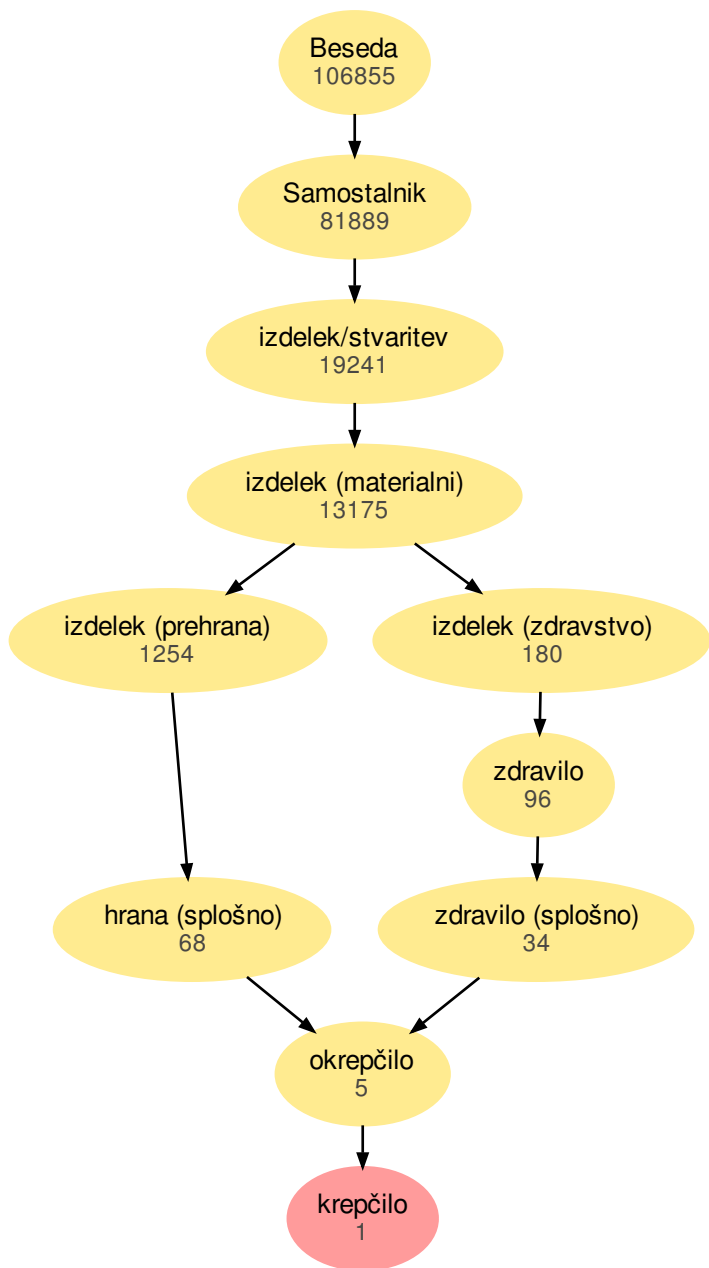 Beseda
106855
Samostalnik
81889
izdelek/stvaritev
19241
izdelek (materialni)
13175
izdelek (prehrana)
1254
izdelek (zdravstvo)
180
zdravilo
96
hrana (splošno)
68
zdravilo (splošno)
34
okrepčilo
5
krepčilo
1